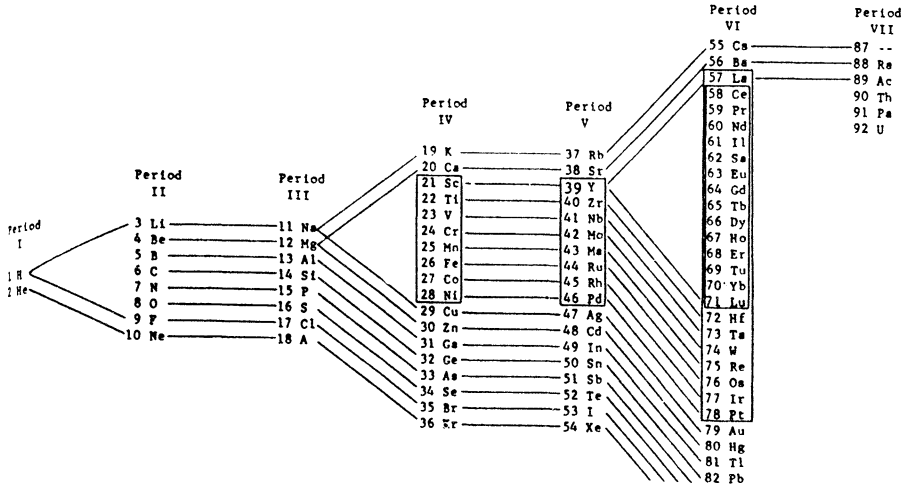 Period
I
1 H
2 He
Period
II
3 Li
4 Be
5 B
6 C
7 N
8 O
9 F
10 Ne
Period
III
11 Na
12 Mg
13 Al
14 Si
15 P
16 S
17 Cl
18 A
Period
IV
19 K
20 Ca
21 Sc
22 Ti
23 V
24 Cr
25 Mn
26 Fe
27 Co
28 Ni
29 Cu
30 Zn
31 Ga
32 Ge
33 As
34 Se
35 Br
36 Kr
Period
V
37 Rb
38 Sr
39 Y
40 Zr
41 Nb
42 Mo
43 Ma
44 Ru
45 Rh
46 Pd
47 Ag
48 Cd
49 In
50 Sn
51 Sb
52 Te
53 I
54 Xe
Period
VI
55 Cs
56 Ba
57 La
58 Ce
59 Pr
60 Nd
61 Il
62 Sa
63 Eu
64 Gd
65 Tb
66 Dy
67 Ho
68 Er
69 Tu
70 Yb
71 Lu
72 Hf
73 Ta
74 W
75 Re
76 Os
77 Ir
78 Pt
79 Au
80 Hg
81 Tl
82 Pb
Period
VII
87 --
88 Ra
89 Ac
90 Th
91 Pa
92 U